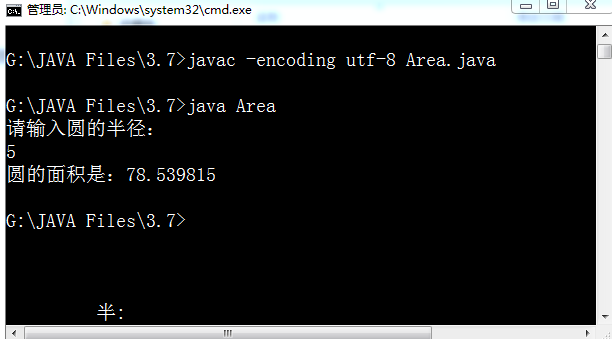 管理员: C:\Windows\system32\cmd.exe
G:\JAVA Files\3.7>javac -encoding utf-8 Area.java
G:\JAVA Files\3.7>java Area
请输入圆的半径：
5
圆的面积是：78.539815
G:\JAVA Files\3.7>
半: